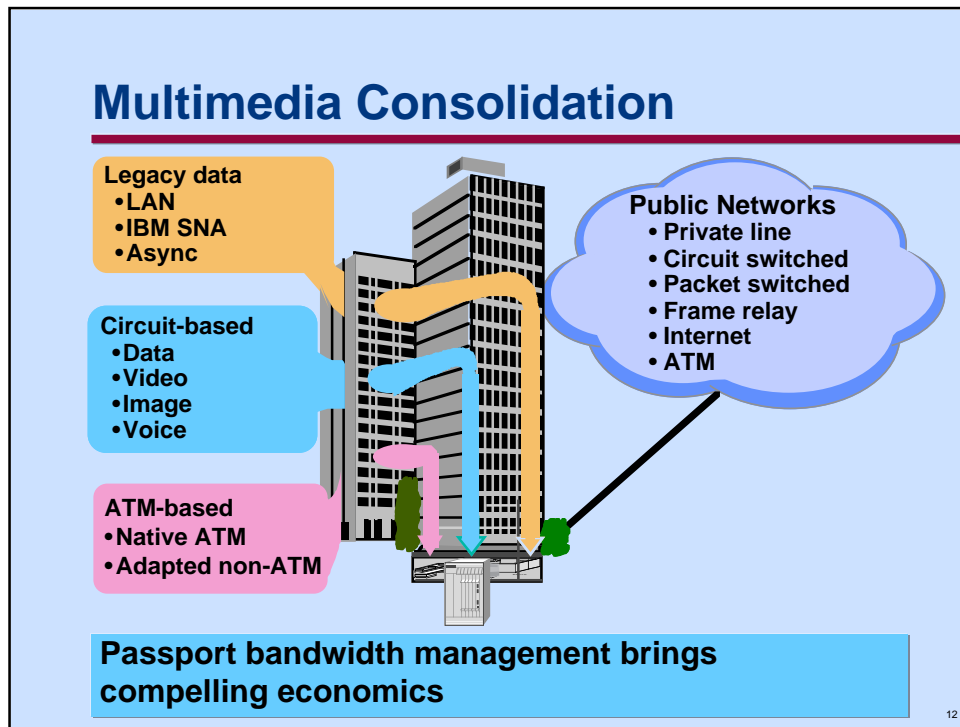 Multimedia Consolidation
Legacy data
•LAN
•IBM SNA
•Async
Circuit-based
•Data
•Video
•Image
•Voice
ATM-based
•Native ATM
•Adapted non-ATM
Public Networks
• Private line
• Circuit switched
• Packet switched
• Frame relay
• Internet
• ATM
Passport bandwidth management brings
compelling economics
12